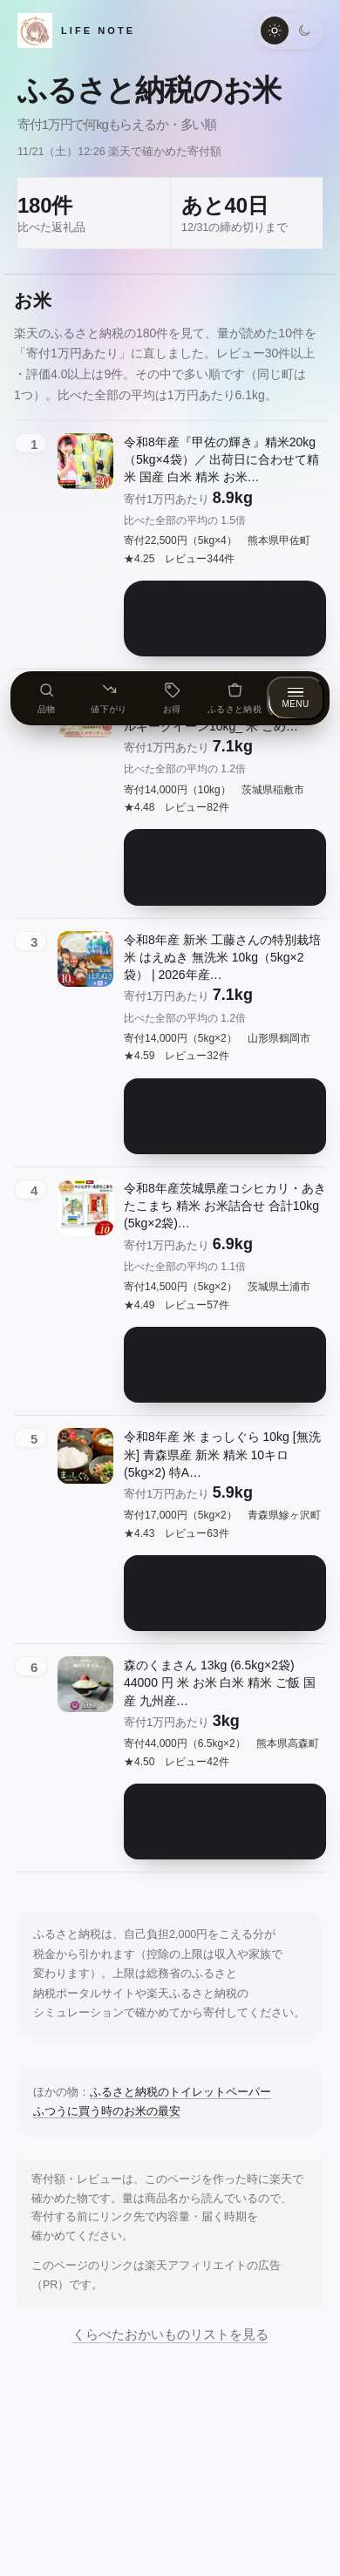 LIFE NOTE
ふるさと納税のお米
寄付1万円で何kgもらえるか・多い順
11/21（土）12:26 楽天で確かめた寄付額
180件
比べた返礼品
あと40日
12/31の締め切りまで
お米
楽天のふるさと納税の180件を見て、量が読めた10件を
「寄付1万円あたり」に直しました。レビュー30件以上
・評価4.0以上は9件。その中で多い順です（同じ町は
1つ）。比べた全部の平均は1万円あたり6.1kg。
1
令和8年産『甲佐の輝き』精米20kg
（5kg×4袋）／ 出荷日に合わせて精
米 国産 白米 精米 お米…
寄付1万円あたり 8.9kg
比べた全部の平均の 1.5倍
寄付22,500円（5kg×4）　熊本県甲佐町
★4.25　レビュー344件
品物
値下がり
お得
ふるさと納税
MENU
ルキークイーン10kg_ 米 こめ…
寄付1万円あたり 7.1kg
比べた全部の平均の 1.2倍
寄付14,000円（10kg）　茨城県稲敷市
★4.48　レビュー82件
3
令和8年産 新米 工藤さんの特別栽培
米 はえぬき 無洗米 10kg（5kg×2
袋） | 2026年産…
寄付1万円あたり 7.1kg
比べた全部の平均の 1.2倍
寄付14,000円（5kg×2）　山形県鶴岡市
★4.59　レビュー32件
4
令和8年産茨城県産コシヒカリ・あき
たこまち 精米 お米詰合せ 合計10kg
(5kg×2袋)…
寄付1万円あたり 6.9kg
比べた全部の平均の 1.1倍
寄付14,500円（5kg×2）　茨城県土浦市
★4.49　レビュー57件
5
令和8年産 米 まっしぐら 10kg [無洗
米] 青森県産 新米 精米 10キロ
(5kg×2) 特A…
寄付1万円あたり 5.9kg
寄付17,000円（5kg×2）　青森県鰺ヶ沢町
★4.43　レビュー63件
6
森のくまさん 13kg (6.5kg×2袋)
44000 円 米 お米 白米 精米 ご飯 国
産 九州産…
寄付1万円あたり 3kg
寄付44,000円（6.5kg×2）　熊本県高森町
★4.50　レビュー42件
ふるさと納税は、自己負担2,000円をこえる分が
税金から引かれます（控除の上限は収入や家族で
変わります）。上限は総務省のふるさと
納税ポータルサイトや楽天ふるさと納税の
シミュレーションで確かめてから寄付してください。
ほかの物：ふるさと納税のトイレットペーパー
ふつうに買う時のお米の最安
寄付額・レビューは、このページを作った時に楽天で
確かめた物です。量は商品名から読んでいるので、
寄付する前にリンク先で内容量・届く時期を
確かめてください。
このページのリンクは楽天アフィリエイトの広告
（PR）です。
くらべたおかいものリストを見る